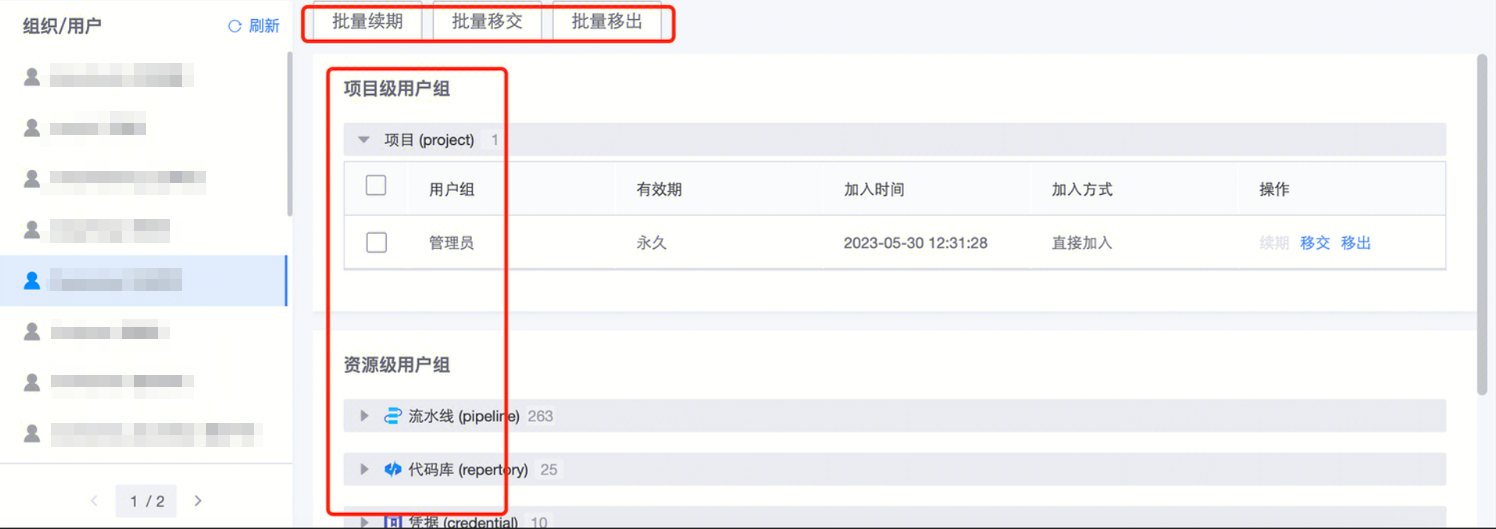 组织/用户
刷新
1 / 2
批量续期 批量移交 批量移出
项目级用户组
项目 (project) 1
用户组 有效期 加入时间 加入方式 操作
管理员 永久 2023-05-30 12:31:28 直接加入 续期 移交 移出
资源级用户组
流水线 (pipeline) 263
代码库 (repertory) 25
凭据 (credential) 10